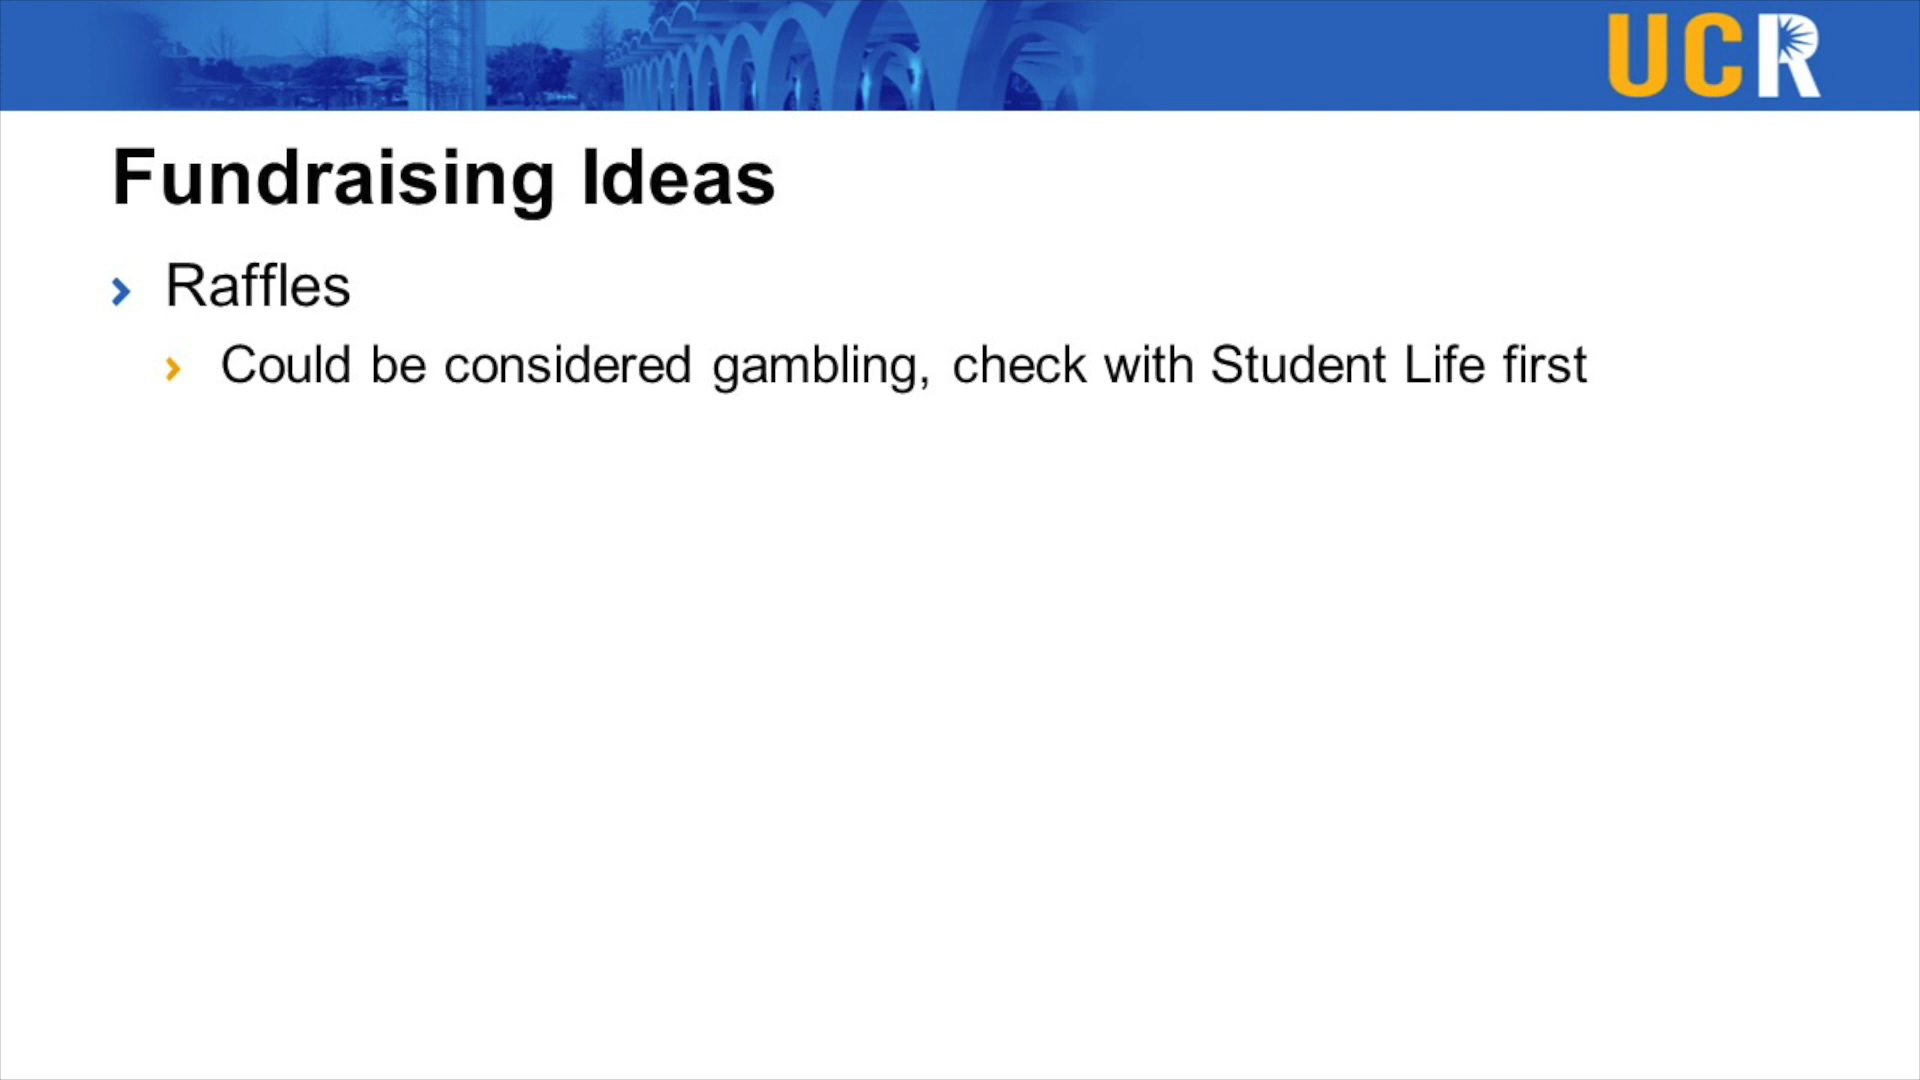 UCR
Fundraising Ideas
Raffles
Could be considered gambling, check with Student Life first